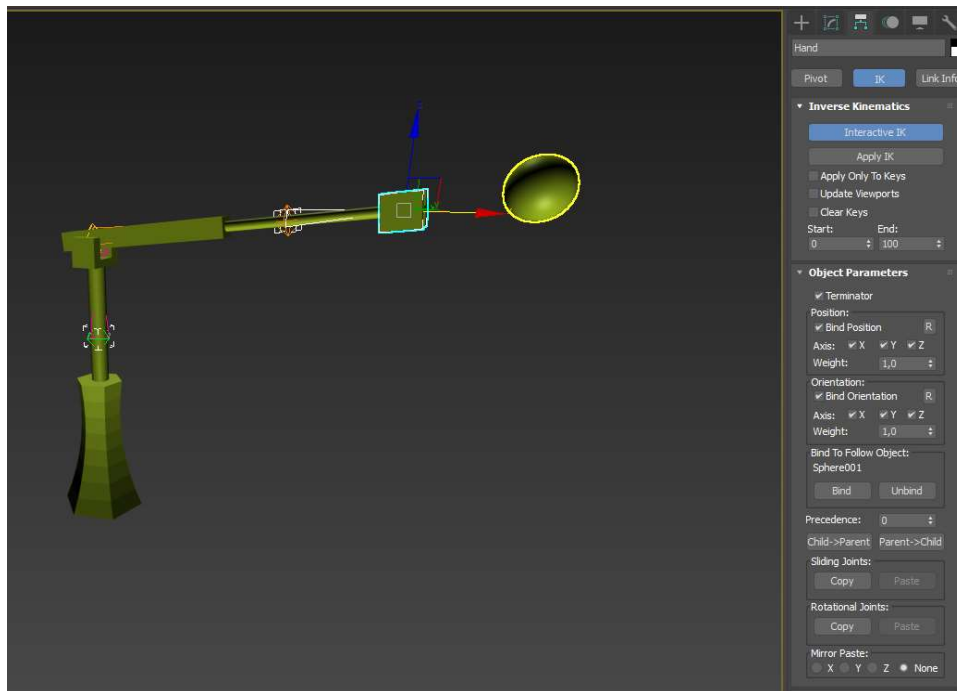 Hand
Pivot IK Link Info
Inverse Kinematics
Interactive IK
Apply IK
Apply Only To Keys
Update Viewports
Clear Keys
Start: End:
0 100
Object Parameters
Terminator
Position:
Bind Position R
Axis: X Y Z
Weight: 1,0
Orientation:
Bind Orientation R
Axis: X Y Z
Weight: 1,0
Bind To Follow Object:
Sphere001
Bind Unbind
Precedence: 0
Child->Parent Parent->Child
Sliding Joints:
Copy Paste
Rotational Joints:
Copy Paste
Mirror Paste:
X Y Z None